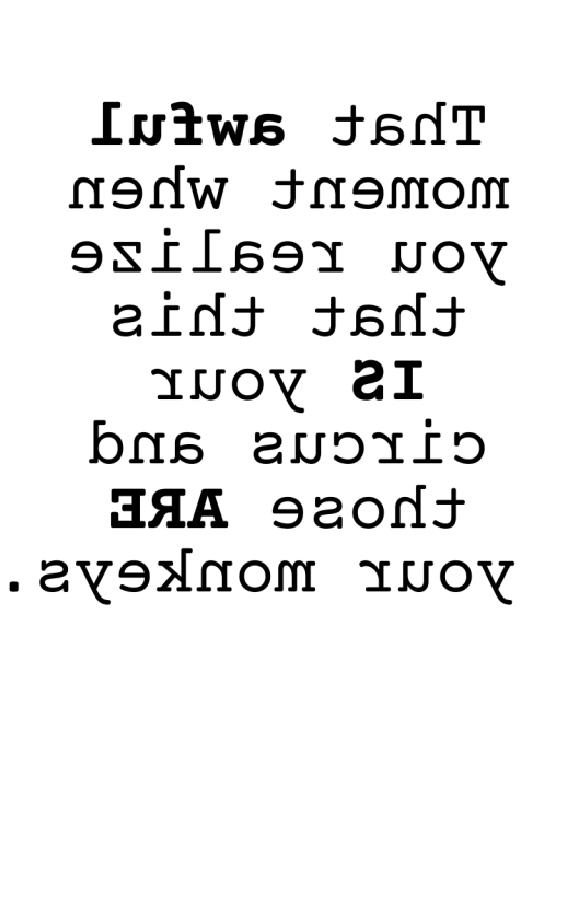 That awful
moment when
you realize
that this
IS your
circus and
those ARE
your monkeys.